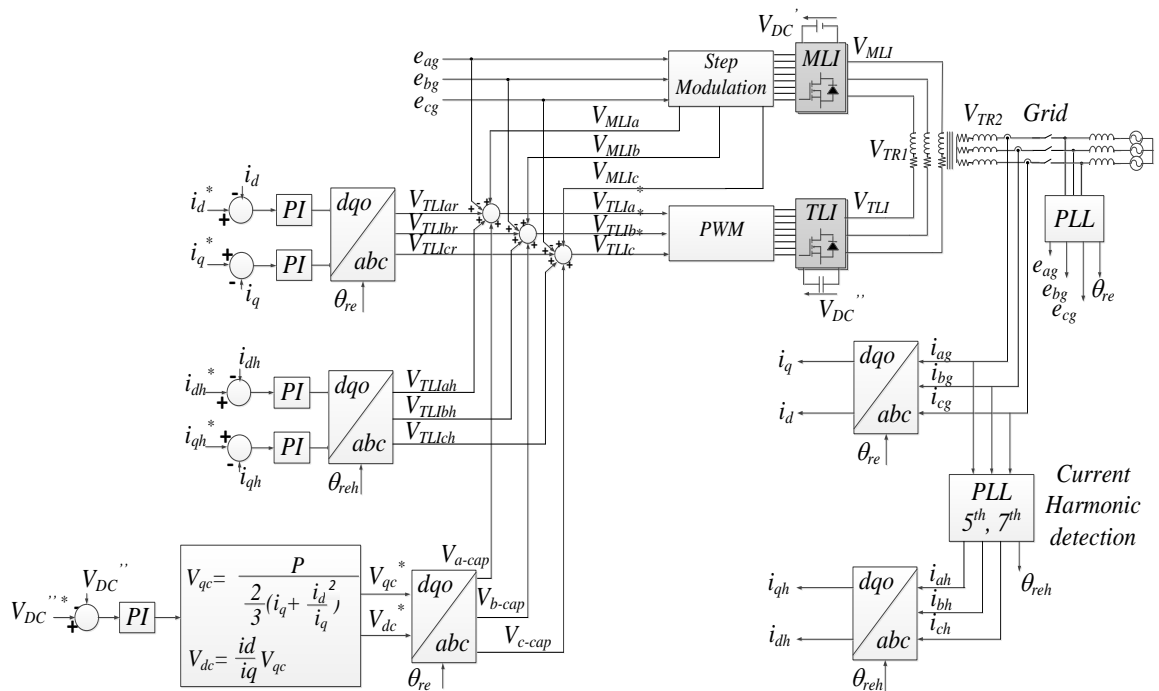 V_DC'
e_ag
e_bg
e_cg
Step
Modulation
MLI
V_MLI
V_MLIa
V_MLIb
V_MLIc
V_TR1
V_TR2
Grid
i_d*
-
i_d
+
PI
dqo
abc
i_q*
+
PI
-
i_q
θ_re
V_TLIar
V_TLIbr
V_TLIcr
- + + + +
- + + + +
- + + + +
V_TLIa*
V_TLIb*
V_TLIc*
PWM
TLI
V_TLI
V_DC''
PLL
e_ag
e_bg
e_cg
θ_re
i_dh*
-
i_dh
+
PI
dqo
abc
i_qh*
+
PI
-
i_qh
θ_reh
V_TLIah
V_TLIbh
V_TLIch
i_q
i_d
dqo
abc
i_ag
i_bg
i_cg
θ_re
PLL
5th, 7th
Current
Harmonic
detection
θ_reh
V_DC''*
V_DC''
-
+
PI
V_qc= P / 2/3(i_q+ i_d^2/i_q)
V_dc= id/iq V_qc
V_qc*
V_dc*
dqo
abc
θ_re
V_a-cap
V_b-cap
V_c-cap
i_qh
i_dh
dqo
abc
i_ah
i_bh
i_ch
θ_reh